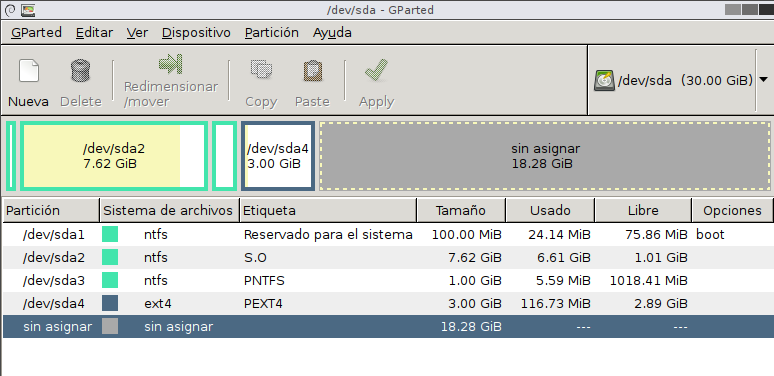 /dev/sda - GParted
GParted Editar Ver Dispositivo Partición Ayuda
Nueva Delete Redimensionar /mover Copy Paste Apply /dev/sda (30.00 GiB)
/dev/sda2 /dev/sda4 sin asignar
7.62 GiB 3.00 GiB 18.28 GiB
Partición Sistema de archivos Etiqueta Tamaño Usado Libre Opciones
/dev/sda1 ntfs Reservado para el sistema 100.00 MiB 24.14 MiB 75.86 MiB boot
/dev/sda2 ntfs S.O 7.62 GiB 6.61 GiB 1.01 GiB
/dev/sda3 ntfs PNTFS 1.00 GiB 5.59 MiB 1018.41 MiB
/dev/sda4 ext4 PEXT4 3.00 GiB 116.73 MiB 2.89 GiB
sin asignar sin asignar 18.28 GiB --- ---